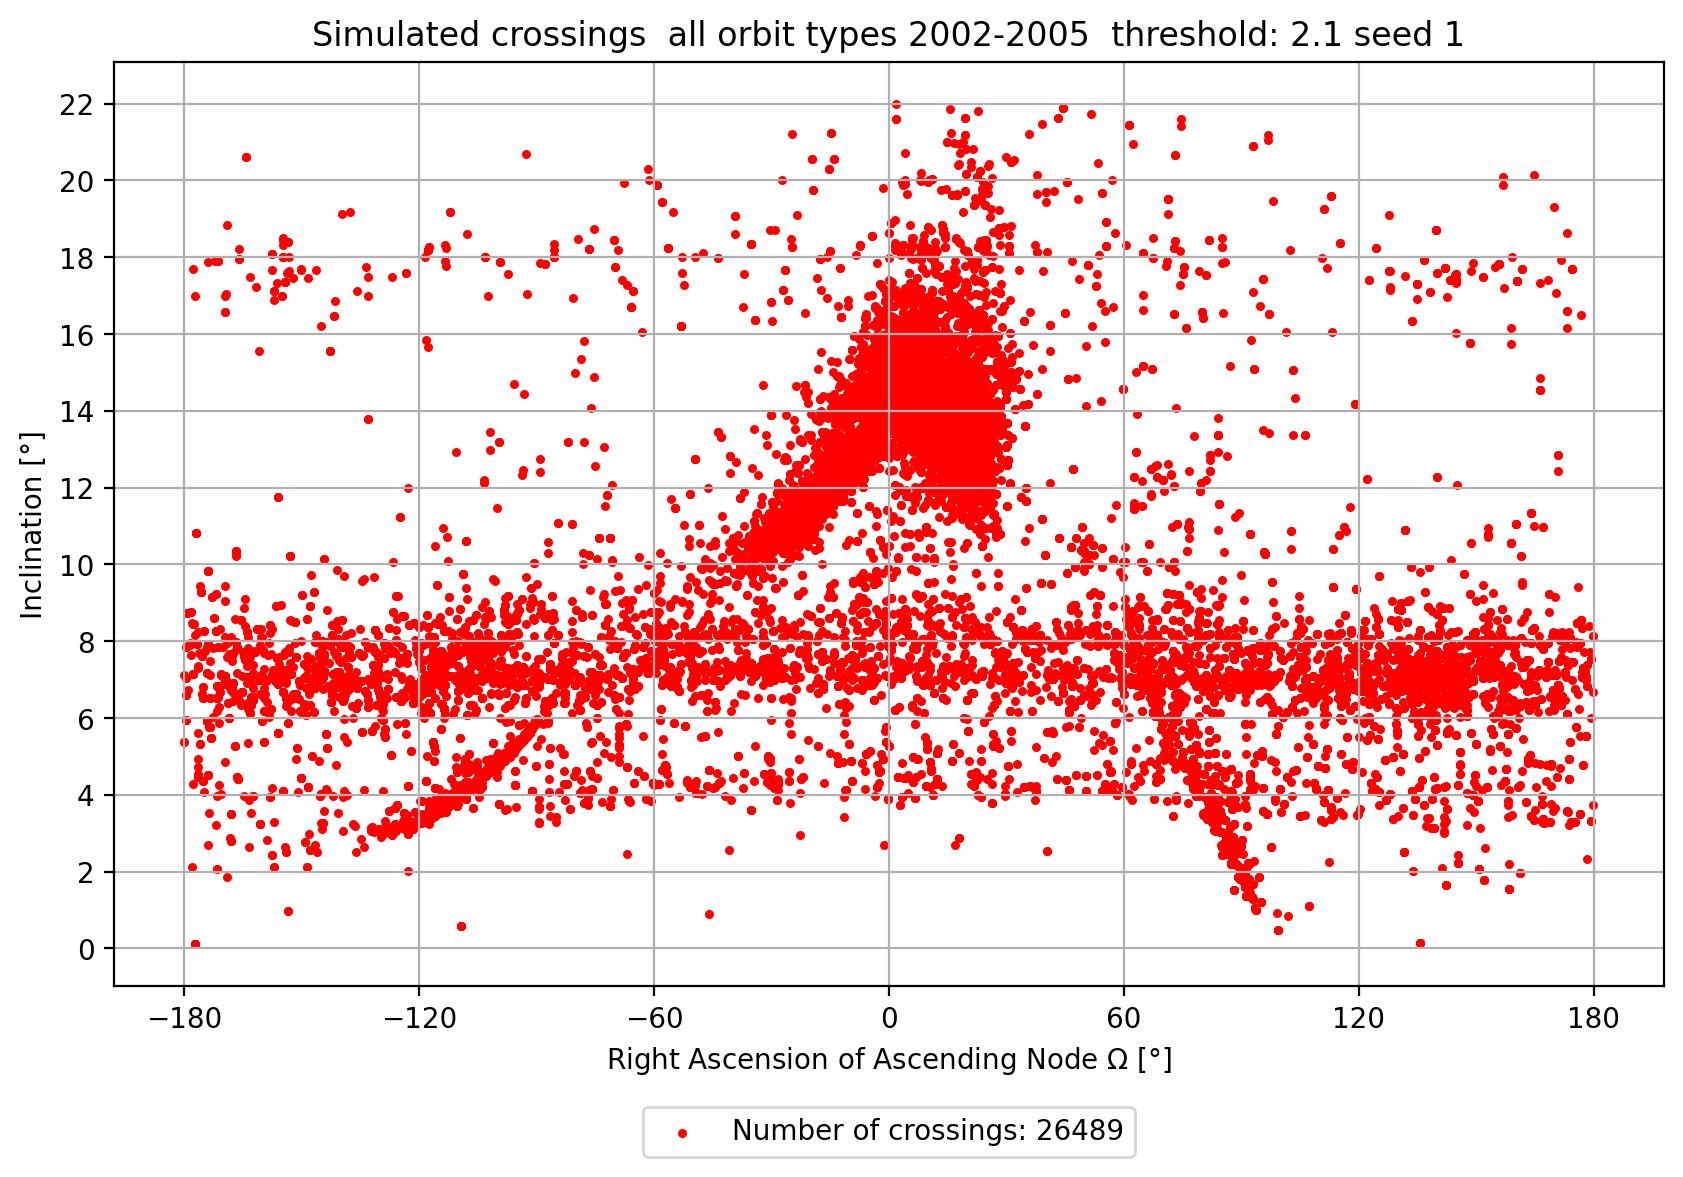 Simulated crossings  all orbit types 2002-2005  threshold: 2.1 seed 1
22
20
18
16
14
12
10
8
6
4
2
0
Inclination [°]
−180 −120 −60 0 60 120 180
Right Ascension of Ascending Node Ω [°]
Number of crossings: 26489